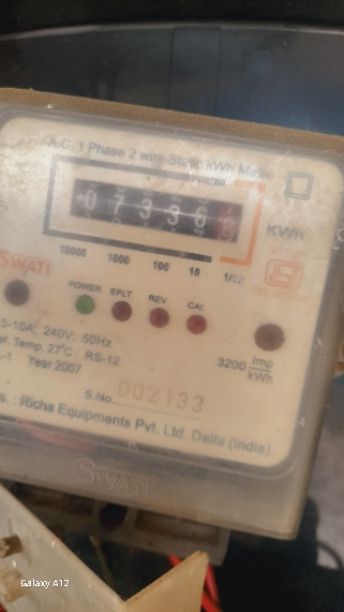 A.C. 1 Phase 2 wire Static kWh Meter
0 7 3 3 6
KWh
10000 1000 100 10 1/10
SWATI
POWER EFLT REV CAL
5-10A. 240V. 50Hz
Temp. 27°C: RS-12
3200 Imp
kWh
Year 2007
S.No. 002133
Richa Equipments Pvt. Ltd. Delhi (India).
SWATI
Galaxy A12